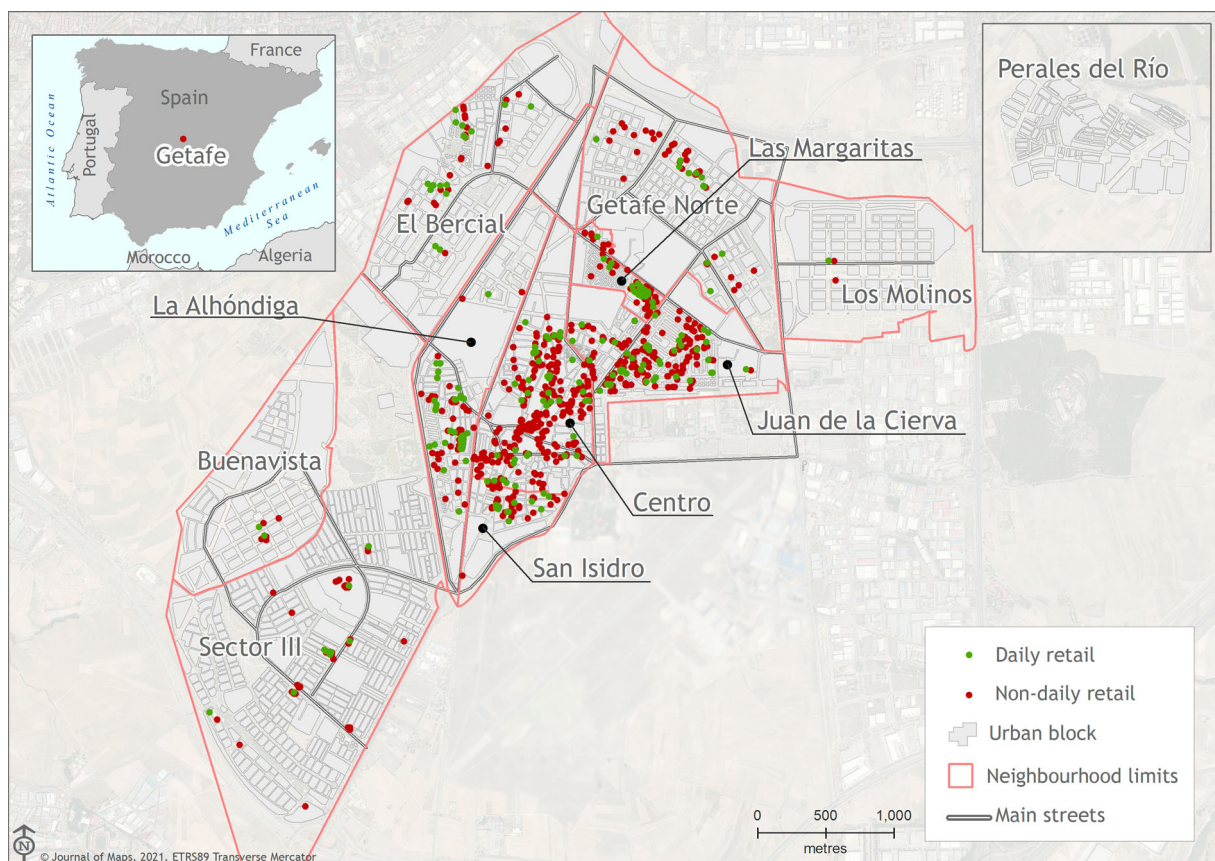 France
Spain
Atlantic Ocean
Portugal
Getafe
Mediterranean
Sea
Morocco
Algeria
Perales del Río
Las Margaritas
Getafe Norte
El Bercial
Los Molinos
La Alhóndiga
Juan de la Cierva
Buenavista
Centro
San Isidro
Sector III
Daily retail
Non-daily retail
Urban block
Neighbourhood limits
Main streets
0 500 1,000
metres
N
© Journal of Maps, 2021, ETRS89 Transverse Mercator